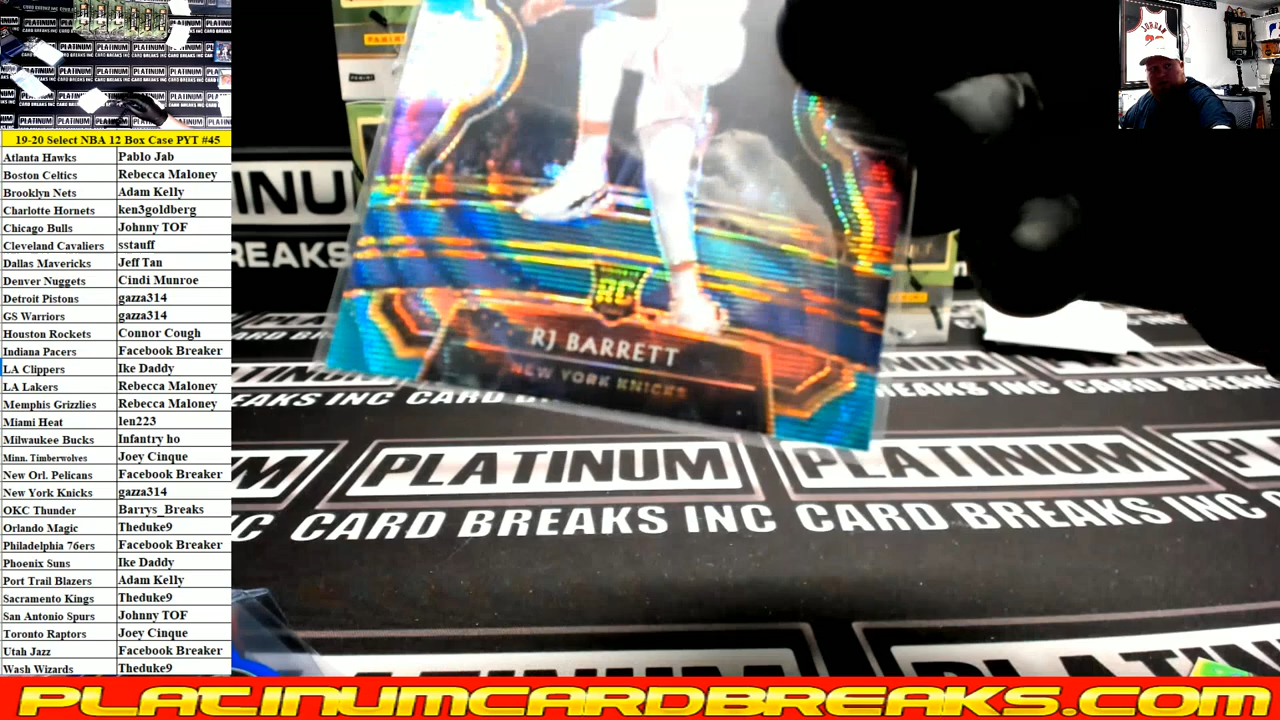 19-20 Select NBA 12 Box Case PYT #45
Atlanta Hawks Pablo Jab
Boston Celtics Rebecca Maloney
Brooklyn Nets Adam Kelly
Charlotte Hornets ken3goldberg
Chicago Bulls Johnny TOF
Cleveland Cavaliers sstauff
Dallas Mavericks Jeff Tan
Denver Nuggets Cindi Munroe
Detroit Pistons gazza314
GS Warriors gazza314
Houston Rockets Connor Cough
Indiana Pacers Facebook Breaker
LA Clippers Ike Daddy
LA Lakers Rebecca Maloney
Memphis Grizzlies Rebecca Maloney
Miami Heat len223
Milwaukee Bucks Infantry ho
Minn. Timberwolves Joey Cinque
New Orl. Pelicans Facebook Breaker
New York Knicks gazza314
OKC Thunder Barrys_Breaks
Orlando Magic Theduke9
Philadelphia 76ers Facebook Breaker
Phoenix Suns Ike Daddy
Port Trail Blazers Adam Kelly
Sacramento Kings Theduke9
San Antonio Spurs Johnny TOF
Toronto Raptors Joey Cinque
Utah Jazz Facebook Breaker
Wash Wizards Theduke9
JORDAN
RC
RJ BARRETT
NEW YORK KNICKS
PLATINUM PLATINUM
CARD BREAKS INC CARD BREAKS INC
PLATINUMCARDBREAKS.COM